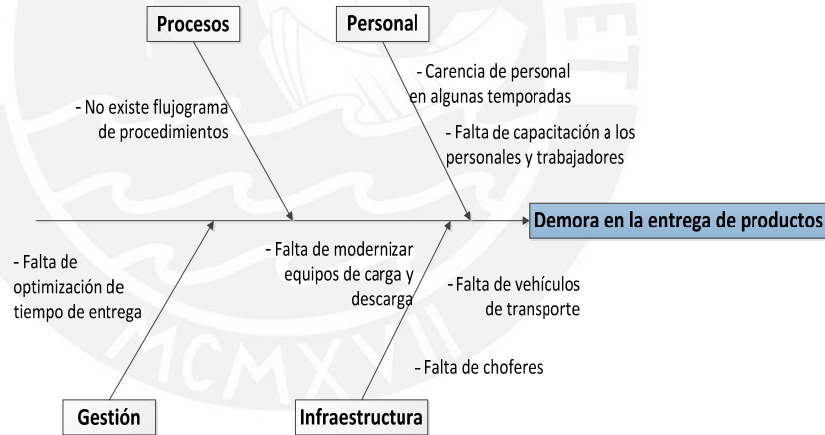 Procesos
Personal
- Carencia de personal
en algunas temporadas
- No existe flujograma
de procedimientos
- Falta de capacitación a los
personales y trabajadores
Demora en la entrega de productos
- Falta de
optimización de
tiempo de entrega
- Falta de modernizar
equipos de carga y
descarga
- Falta de vehículos
de transporte
- Falta de choferes
Gestión
Infraestructura
ET
MCMXVII